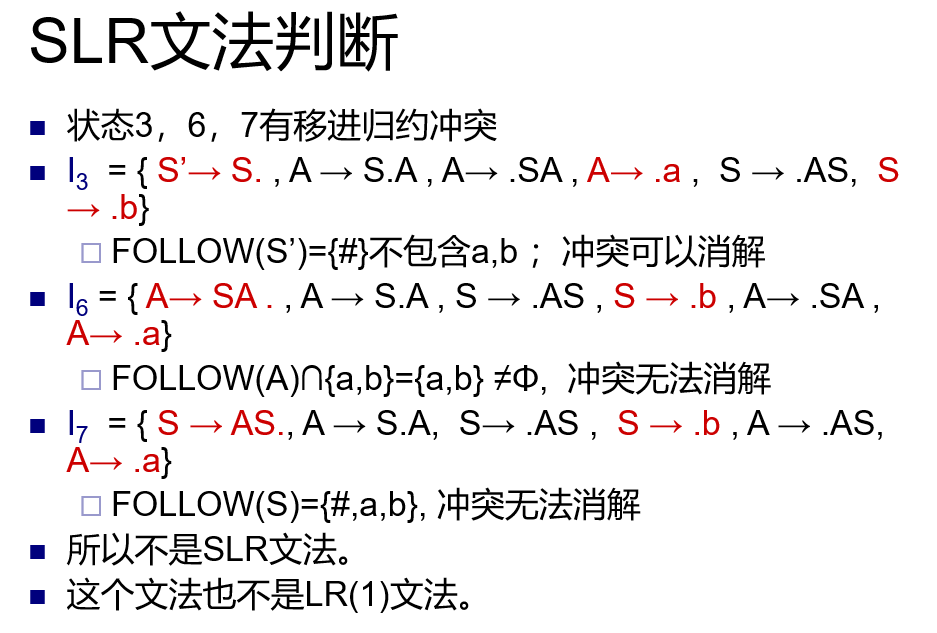 SLR文法判断
状态3，6，7有移进归约冲突
I3 = { S’→ S. , A → S.A , A→ .SA , A→ .a , S → .AS, S
→ .b}
FOLLOW(S’)={#}不包含a,b ；冲突可以消解
I6 = { A→ SA . , A → S.A , S → .AS , S → .b , A→ .SA ,
A→ .a}
FOLLOW(A)∩{a,b}={a,b} ≠Φ, 冲突无法消解
I7 = { S → AS., A → S.A, S→ .AS , S → .b , A → .AS,
A→ .a}
FOLLOW(S)={#,a,b}, 冲突无法消解
所以不是SLR文法。
这个文法也不是LR(1)文法。